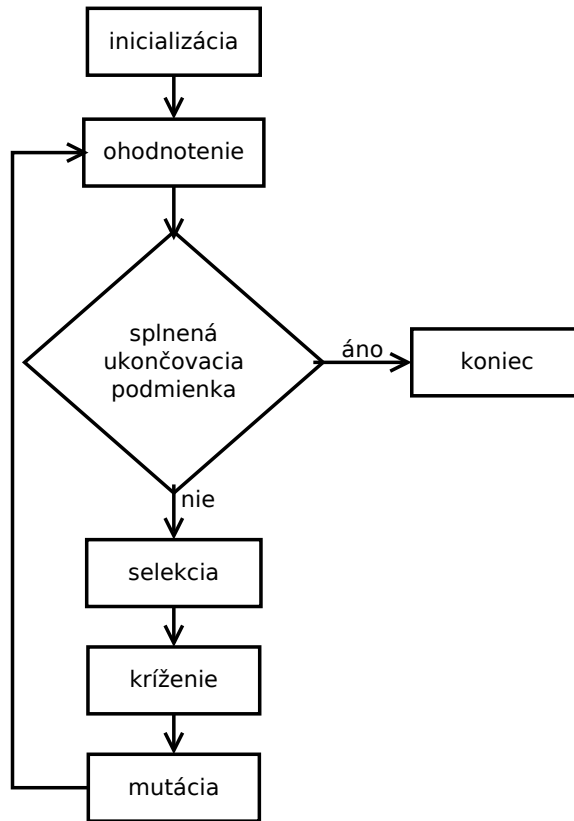 inicializácia
ohodnotenie
splnená
ukončovacia
podmienka
áno
koniec
nie
selekcia
kríženie
mutácia